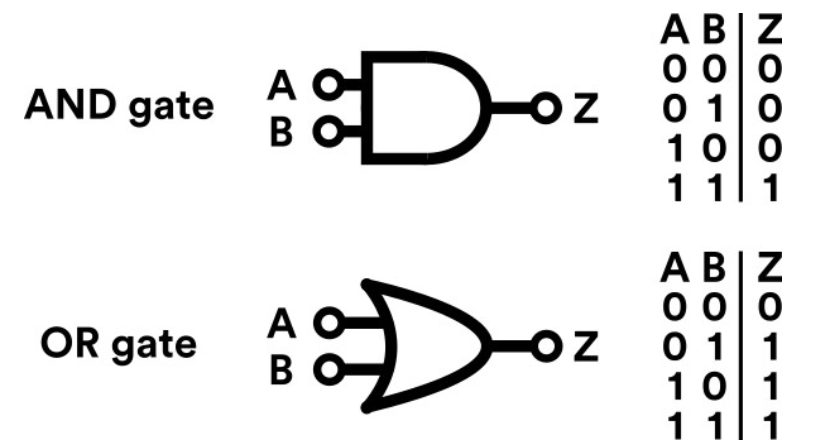 AND gate
A
B
Z
A B Z
0 0 0
0 1 0
1 0 0
1 1 1
OR gate
A
B
Z
A B Z
0 0 0
0 1 1
1 0 1
1 1 1